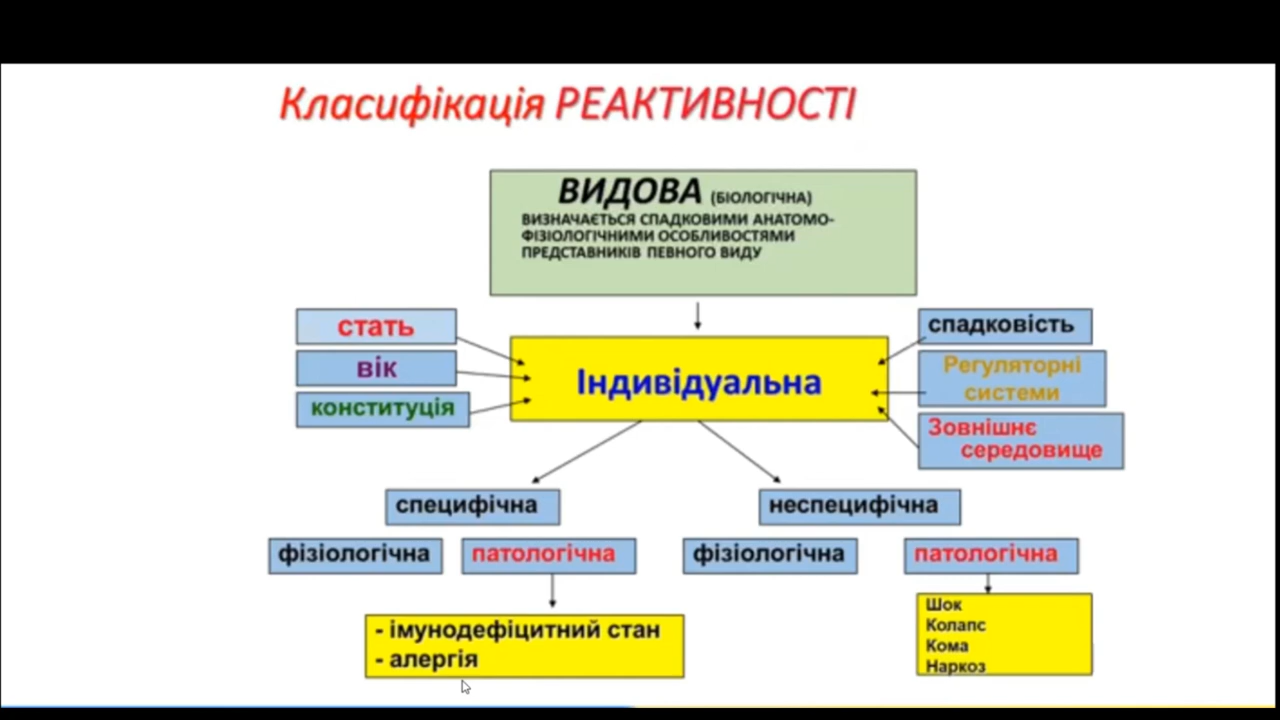 Класифікація РЕАКТИВНОСТІ
ВИДОВА (БІОЛОГІЧНА)
ВИЗНАЧАЄТЬСЯ СПАДКОВИМИ АНАТОМО-
ФІЗІОЛОГІЧНИМИ ОСОБЛИВОСТЯМИ
ПРЕДСТАВНИКІВ ПЕВНОГО ВИДУ
стать
вік
конституція
Індивідуальна
спадковість
Регуляторні
системи
Зовнішнє
середовище
специфічна
неспецифічна
фізіологічна
патологічна
фізіологічна
патологічна
- імунодефіцитний стан
- алергія
Шок
Колапс
Кома
Наркоз